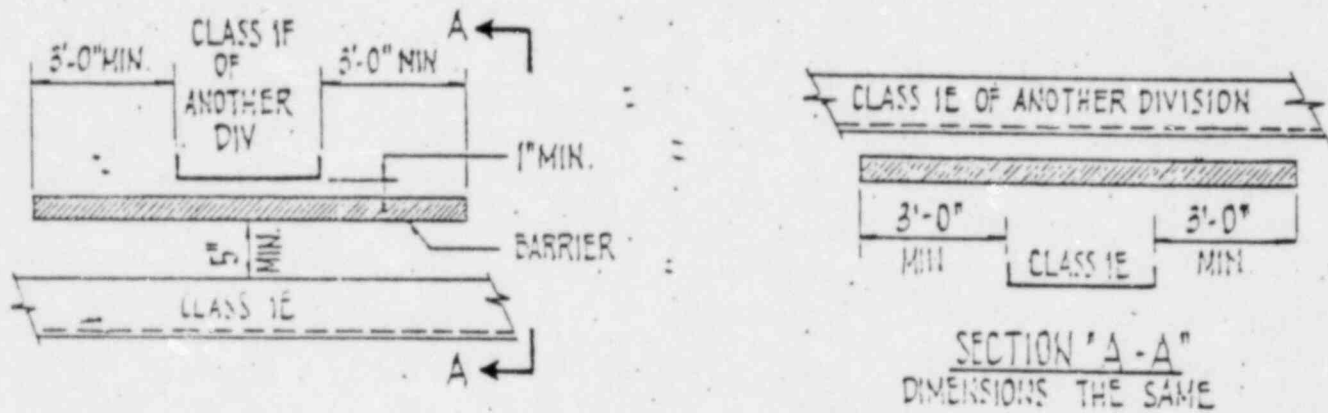 A
3'-0" MIN.
CLASS 1F
OF
ANOTHER
DIV
3'-0" MIN
1" MIN.
BARRIER
5"
MIN.
CLASS 1E
A
CLASS 1E OF ANOTHER DIVISION
3'-0"
MIN
CLASS 1E
3'-0"
MIN.
SECTION "A-A"
DIMENSIONS THE SAME